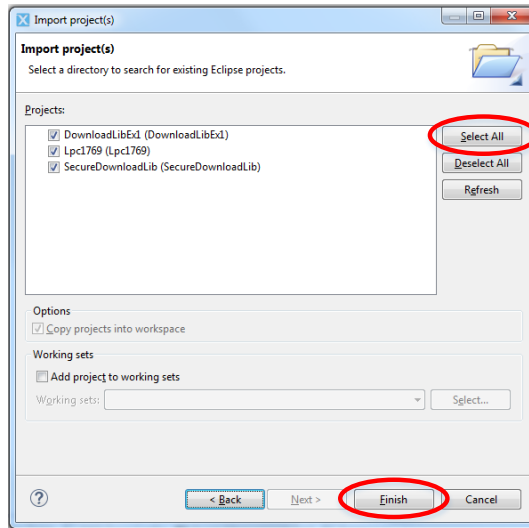 Import project(s)
Import project(s)
Select a directory to search for existing Eclipse projects.
Projects:
DownloadLibEx1 (DownloadLibEx1)
Lpc1769 (Lpc1769)
SecureDownloadLib (SecureDownloadLib)
Select All
Deselect All
Refresh
Options
Copy projects into workspace
Working sets
Add project to working sets
Working sets:
Select...
?
< Back
Next >
Finish
Cancel